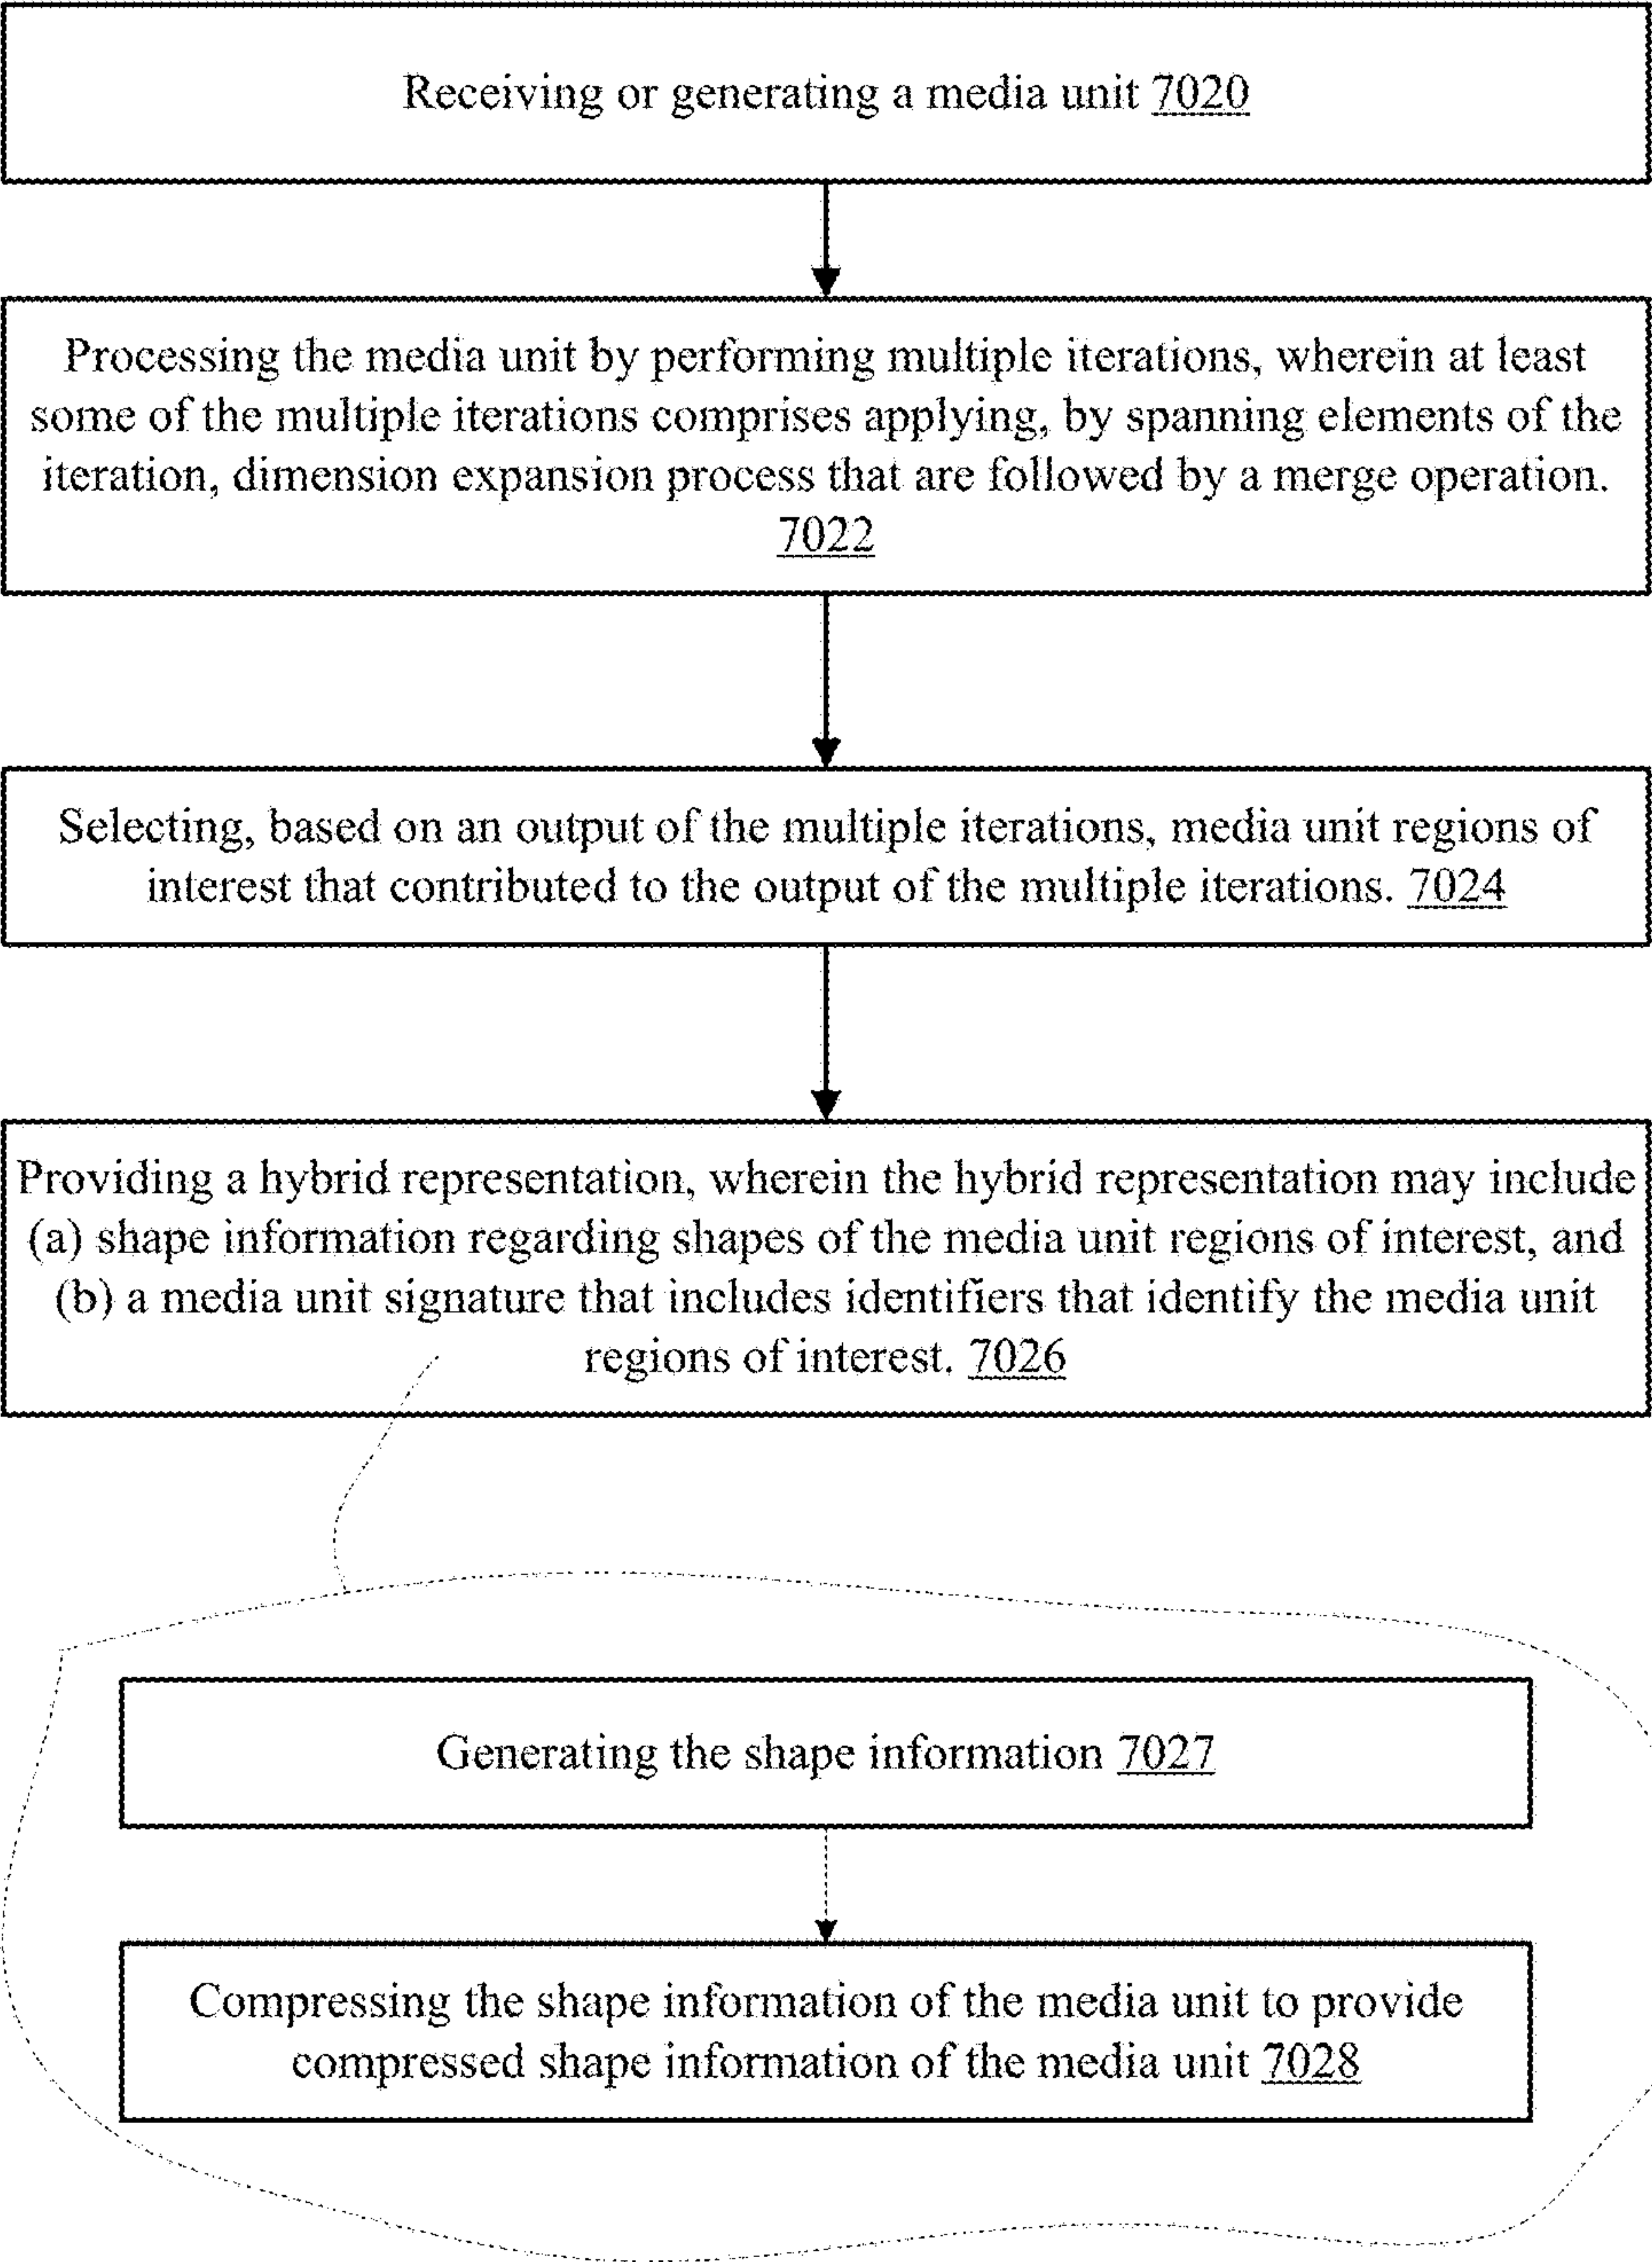 Receiving or generating a media unit 7020
Processing the media unit by performing multiple iterations, wherein at least
some of the multiple iterations comprises applying, by spanning elements of the
iteration, dimension expansion process that are followed by a merge operation.
7022
Selecting, based on an output of the multiple iterations, media unit regions of
interest that contributed to the output of the multiple iterations. 7024
Providing a hybrid representation, wherein the hybrid representation may include
(a) shape information regarding shapes of the media unit regions of interest, and
(b) a media unit signature that includes identifiers that identify the media unit
regions of interest. 7026
Generating the shape information 7027
Compressing the shape information of the media unit to provide
compressed shape information of the media unit 7028